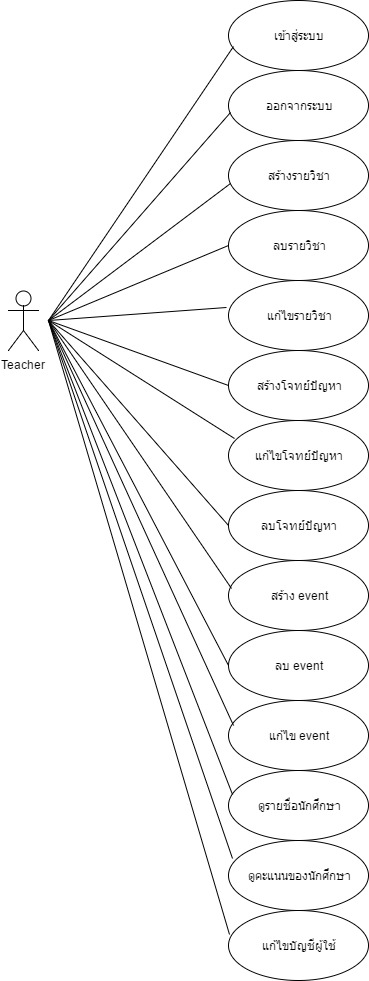 เข้าสู่ระบบ
ออกจากระบบ
สร้างรายวิชา
ลบรายวิชา
แก้ไขรายวิชา
Teacher
สร้างโจทย์ปัญหา
แก้ไขโจทย์ปัญหา
ลบโจทย์ปัญหา
สร้าง event
ลบ event
แก้ไข event
ดูรายชื่อนักศึกษา
ดูคะแนนของนักศึกษา
แก้ไขบัญชีผู้ใช้